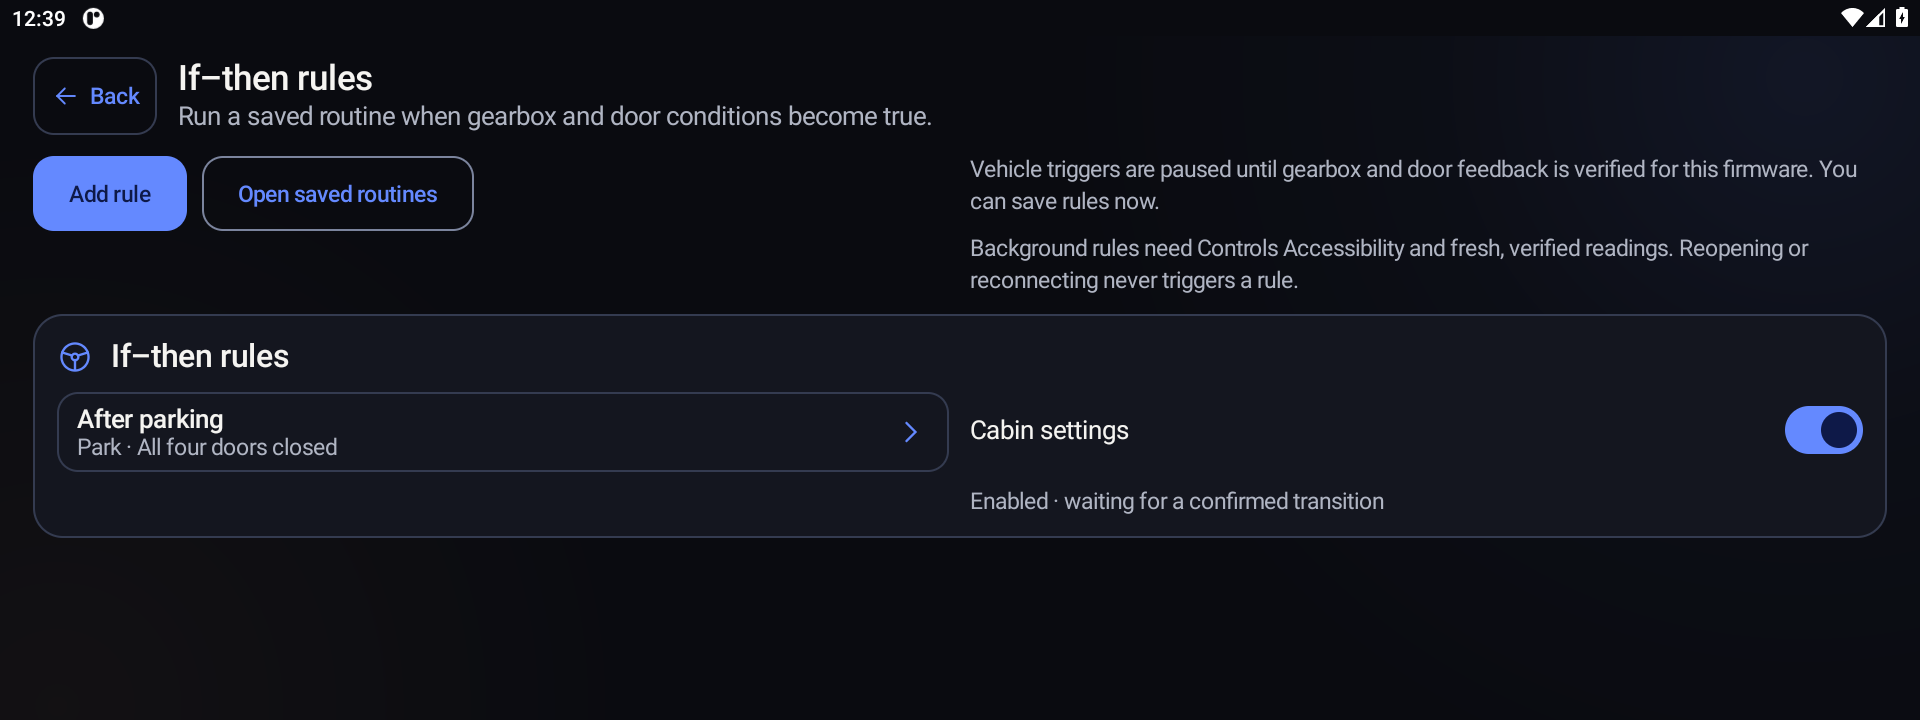 12:39
Back
If–then rules
Run a saved routine when gearbox and door conditions become true.
Add rule
Open saved routines
Vehicle triggers are paused until gearbox and door feedback is verified for this firmware. You
can save rules now.
Background rules need Controls Accessibility and fresh, verified readings. Reopening or
reconnecting never triggers a rule.
If–then rules
After parking
Park · All four doors closed
Cabin settings
Enabled · waiting for a confirmed transition